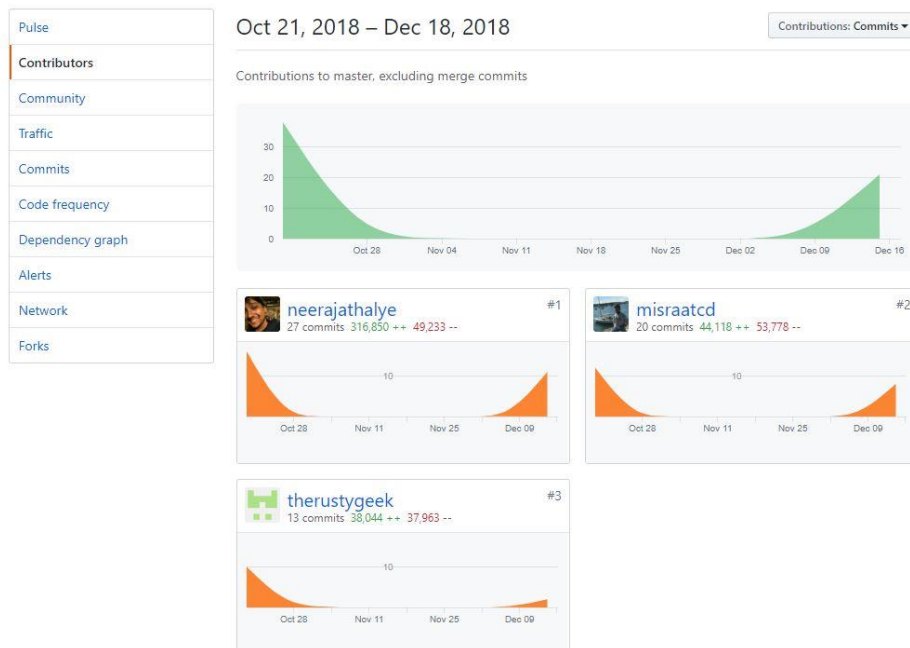 Pulse
Contributors
Community
Traffic
Commits
Code frequency
Dependency graph
Alerts
Network
Forks
Oct 21, 2018 – Dec 18, 2018
Contributions: Commits
Contributions to master, excluding merge commits
30
20
10
0
Oct 28 Nov 04 Nov 11 Nov 18 Nov 25 Dec 02 Dec 09 Dec 16
neerajathalye #1
27 commits 316,850 ++ 49,233 --
10
Oct 28 Nov 11 Nov 25 Dec 09
misraatcd #2
20 commits 44,118 ++ 53,778 --
10
Oct 28 Nov 11 Nov 25 Dec 09
therustygeek #3
13 commits 38,044 ++ 37,963 --
10
Oct 28 Nov 11 Nov 25 Dec 09